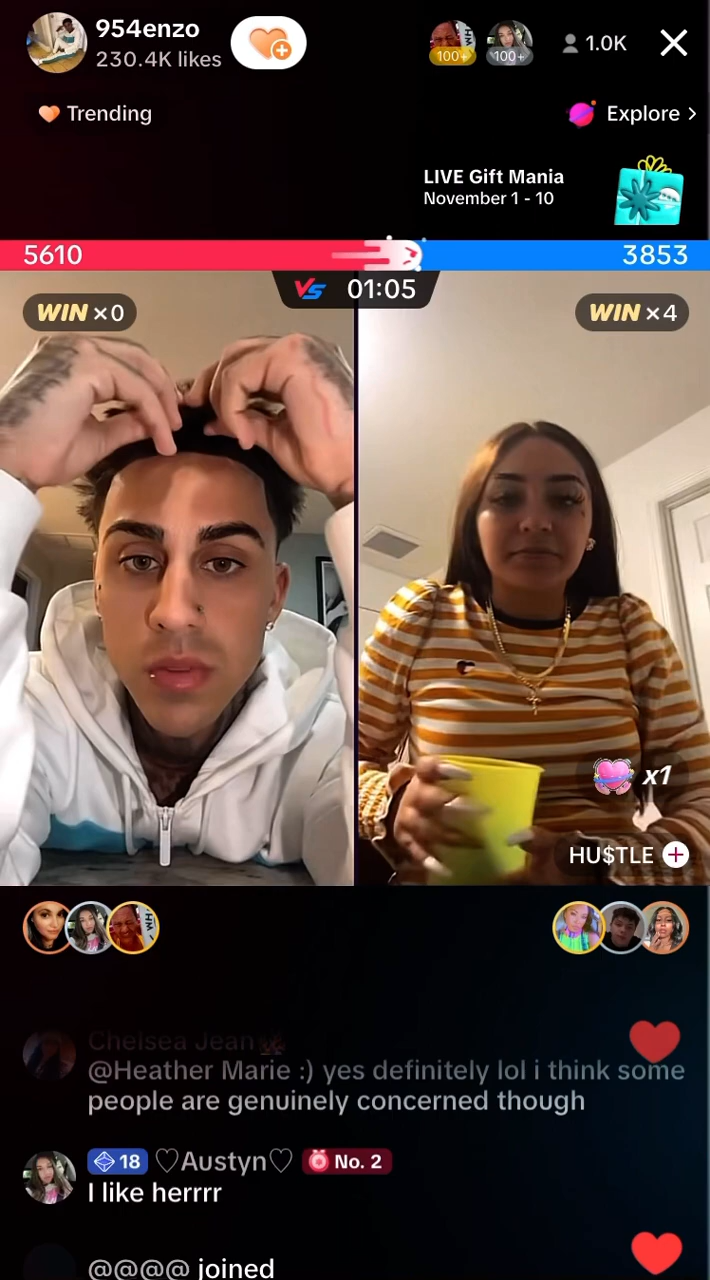 954enzo
230.4K likes
100+
100+
1.0K
Trending
Explore
LIVE Gift Mania
November 1 - 10
5610
3853
VS 01:05
WIN ×0
WIN ×4
x1
HU$TLE
Chelsea Jean
@Heather Marie :) yes definitely lol i think some
people are genuinely concerned though
18 ♡Austyn♡ No. 2
I like herrrr
@@@@ joined